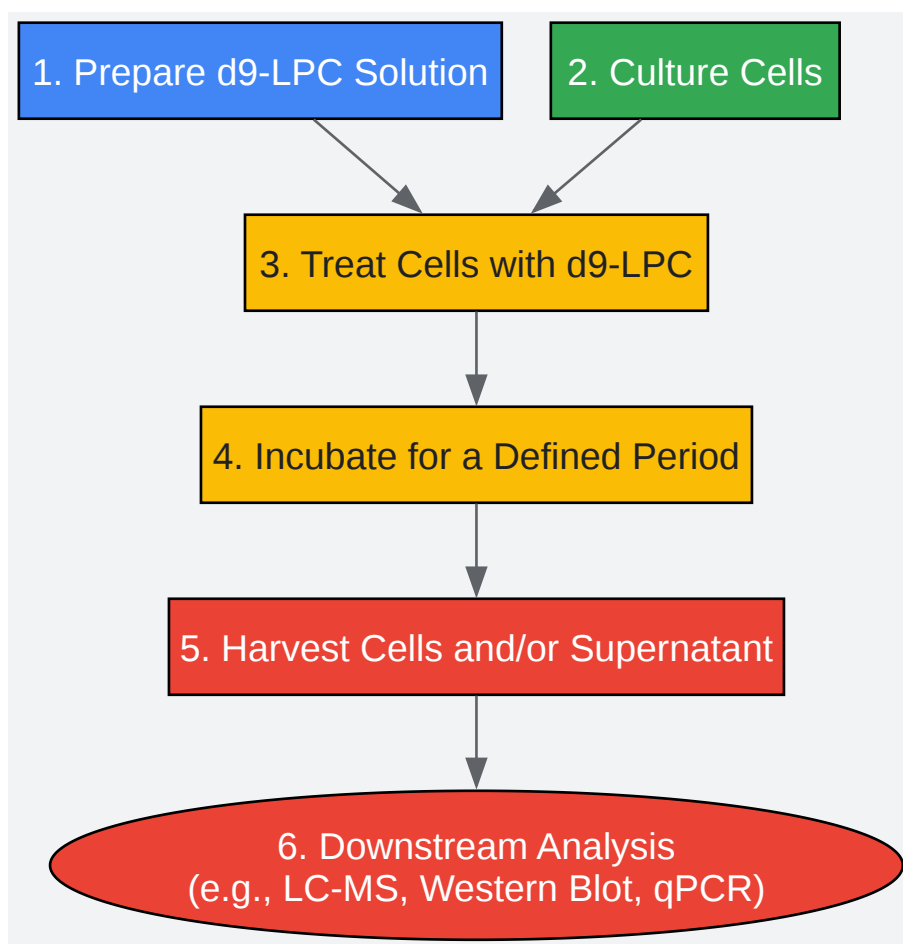 1. Prepare d9-LPC Solution
2. Culture Cells
3. Treat Cells with d9-LPC
4. Incubate for a Defined Period
5. Harvest Cells and/or Supernatant
6. Downstream Analysis
(e.g., LC-MS, Western Blot, qPCR)